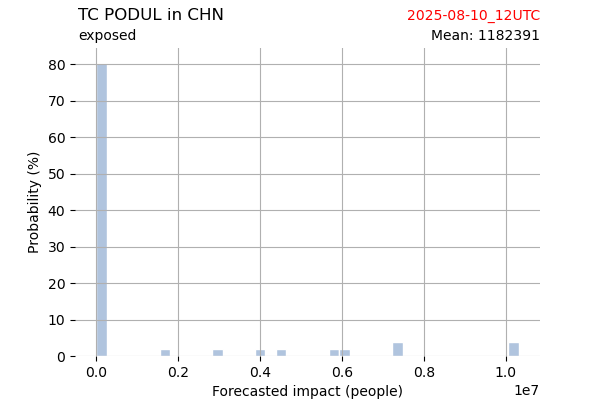 TC PODUL in CHN
2025-08-10_12UTC
exposed
Mean: 1182391
80
70
60
50
40
30
20
10
0
Probability (%)
0.0 0.2 0.4 0.6 0.8 1.0
1e7
Forecasted impact (people)